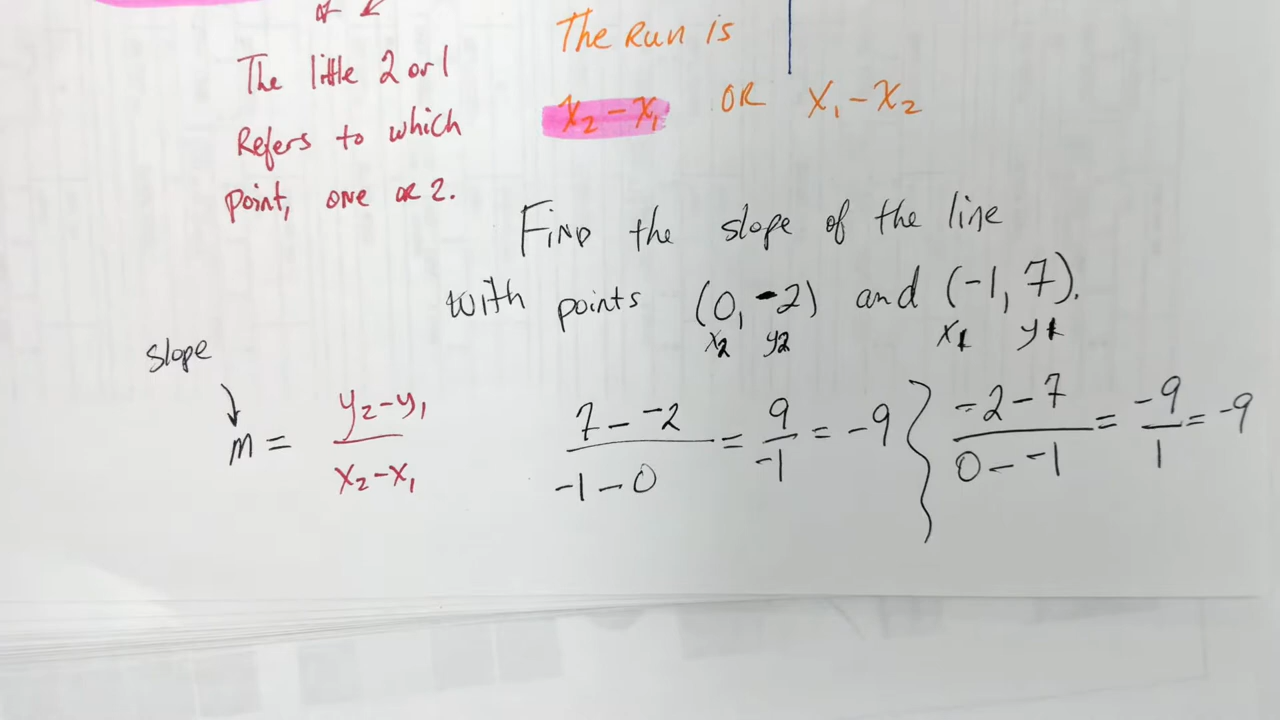 The little 2 or 1
Refers to which
point, one or 2.
The Run is
x₂ - x₁ OR x₁ - x₂
Find the slope of the line
with points (0, -2) and (-1, 7).
x₂ y₂ x₁ y₁
slope
m = y₂-y₁ / x₂-x₁
7 - -2 / -1 - 0 = 9 / -1 = -9 } -2 - 7 / 0 - -1 = -9 / 1 = -9